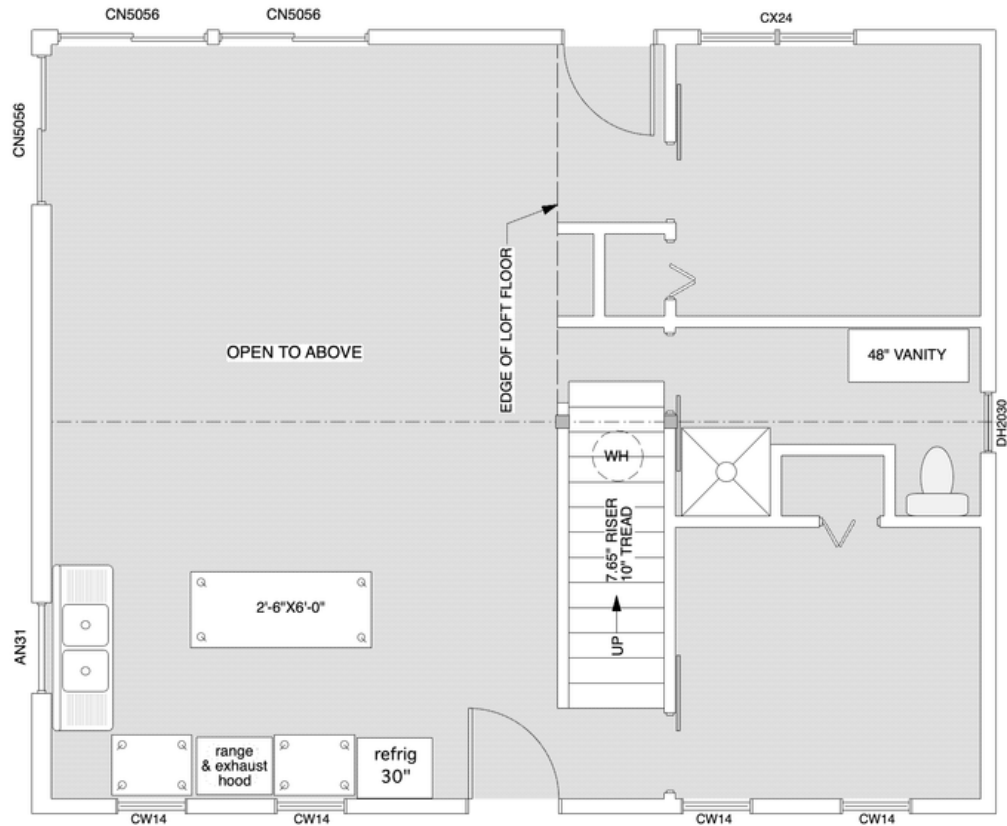 CN5056
CN5056
CX24
CN5056
EDGE OF LOFT FLOOR
OPEN TO ABOVE
48" VANITY
DH2030
WH
7.65" RISER
10" TREAD
UP
2'-6"X6'-0"
AN31
range
& exhaust
hood
refrig
30"
CW14
CW14
CW14
CW14